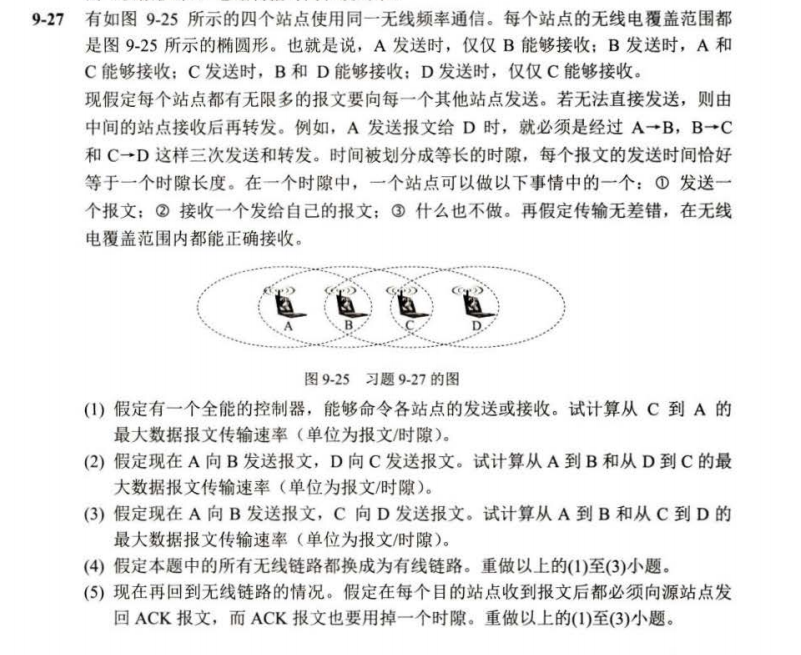 9-27 有如图 9-25 所示的四个站点使用同一无线频率通信。每个站点的无线电覆盖范围都
是图 9-25 所示的椭圆形。也就是说，A 发送时，仅仅 B 能够接收；B 发送时，A 和
C 能够接收；C 发送时，B 和 D 能够接收；D 发送时，仅仅 C 能够接收。
现假定每个站点都有无限多的报文要向每一个其他站点发送。若无法直接发送，则由
中间的站点接收后再转发。例如，A 发送报文给 D 时，就必须是经过 A→B，B→C
和 C→D 这样三次发送和转发。时间被划分成等长的时隙，每个报文的发送时间恰好
等于一个时隙长度。在一个时隙中，一个站点可以做以下事情中的一个：① 发送一
个报文；② 接收一个发给自己的报文；③ 什么也不做。再假定传输无差错，在无线
电覆盖范围内都能正确接收。
A B C D
图 9-25 习题 9-27 的图
(1) 假定有一个全能的控制器，能够命令各站点的发送或接收。试计算从 C 到 A 的
最大数据报文传输速率（单位为报文/时隙）。
(2) 假定现在 A 向 B 发送报文，D 向 C 发送报文。试计算从 A 到 B 和从 D 到 C 的最
大数据报文传输速率（单位为报文/时隙）。
(3) 假定现在 A 向 B 发送报文，C 向 D 发送报文。试计算从 A 到 B 和从 C 到 D 的
最大数据报文传输速率（单位为报文/时隙）。
(4) 假定本题中的所有无线链路都换成为有线链路。重做以上的(1)至(3)小题。
(5) 现在再回到无线链路的情况。假定在每个目的站点收到报文后都必须向源站点发
回 ACK 报文，而 ACK 报文也要用掉一个时隙。重做以上的(1)至(3)小题。